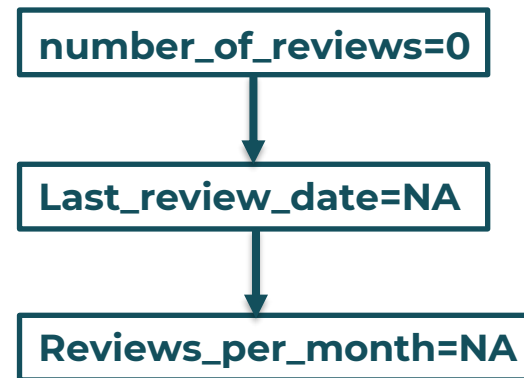 number_of_reviews=0
Last_review_date=NA
Reviews_per_month=NA